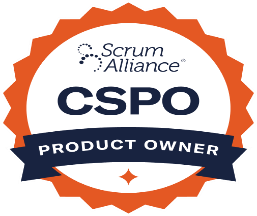 Scrum
Alliance®
CSPO
PRODUCT OWNER